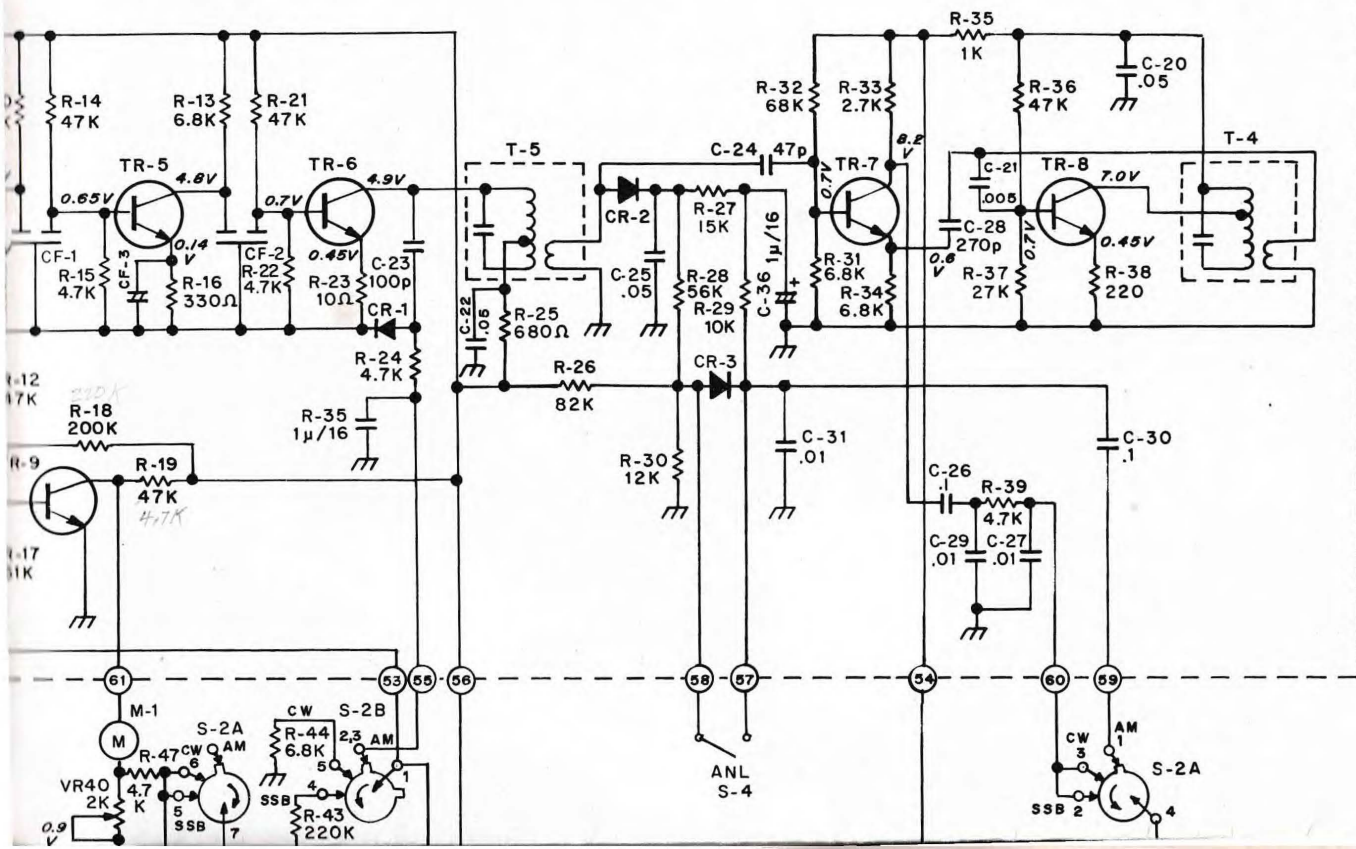 R-14
47K
R-13
6.8K
R-21
47K
TR-5
4.8V
0.65V
0.14
V
CF-1
R-15
4.7K
CF-3
R-16
330Ω
CF-2
R-22
4.7K
TR-6
4.9V
0.7V
0.45V
R-23
10Ω
C-23
100p
CR-1
R-24
4.7K
R-35
1μ/16
T-5
C-22
.05
R-25
680Ω
R-26
82K
C-24
47p
CR-2
C-25
.05
R-27
15K
R-28
56K
R-29
10K
C-36
1μ/16
CR-3
R-30
12K
C-31
.01
R-32
68K
R-33
2.7K
TR-7
0.7V
8.2
V
R-31
6.8K
R-34
6.8K
0.6
V
C-28
270p
R-35
1K
R-36
47K
C-20
.05
C-21
.005
TR-8
7.0V
0.7V
0.45V
R-37
27K
R-38
220
T-4
C-26
.1
R-39
4.7K
C-29
.01
C-27
.01
C-30
.1
R-12
47K
220K
R-18
200K
R-9
R-19
47K
4.7K
R-17
61
53
55
56
58
57
54
60
59
M-1
M
R-47
4.7
K
VR40
2K
0.9
V
S-2A
CW
6
AM
5
SSB
7
S-2B
CW
R-44
6.8K
2,3
AM
5
4
SSB
1
R-43
220K
ANL
S-4
AM
1
CW
3
S-2A
SSB
2
4